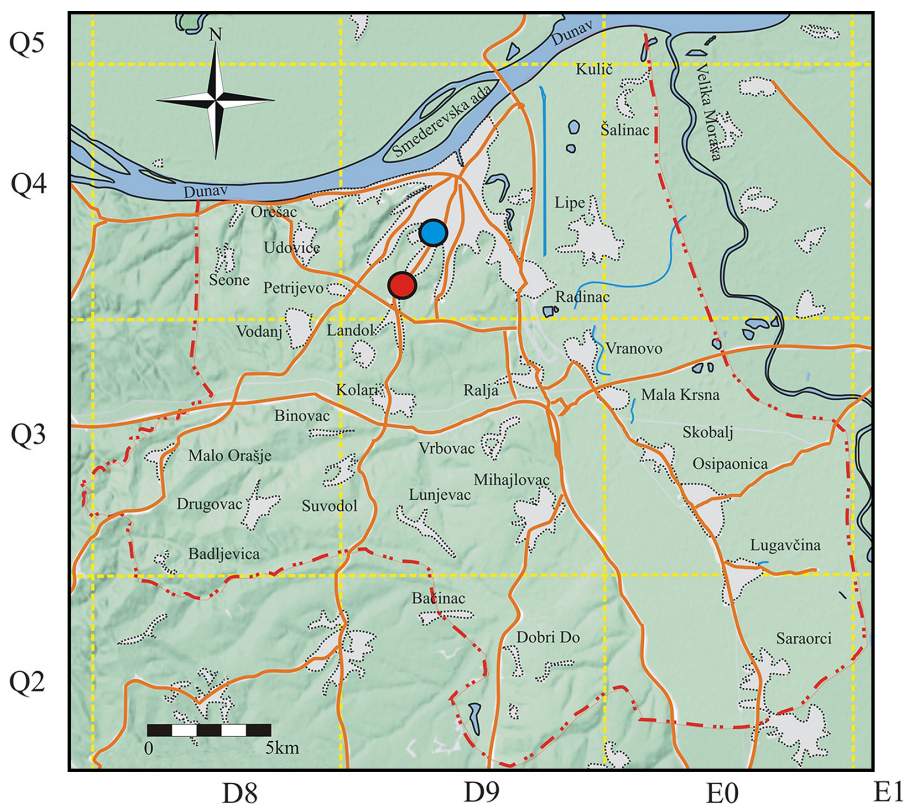 Q5
N
Dunav
Kulič
Velika Morava
Smederevska ada
Šalinac
Q4
Dunav
Orešac
Lipe
Udovice
Seone
Petrijevo
Radinac
Vodanj
Landok
Vranovo
Kolari
Ralja
Mala Krsna
Binovac
Q3
Skobalj
Vrbovac
Malo Orašje
Osipaonica
Mihajlovac
Lunjevac
Drugovac
Suvodol
Badljevica
Lugavčina
Bačinac
Dobri Do
Saraorci
Q2
0 5km
D8 D9 E0 E1